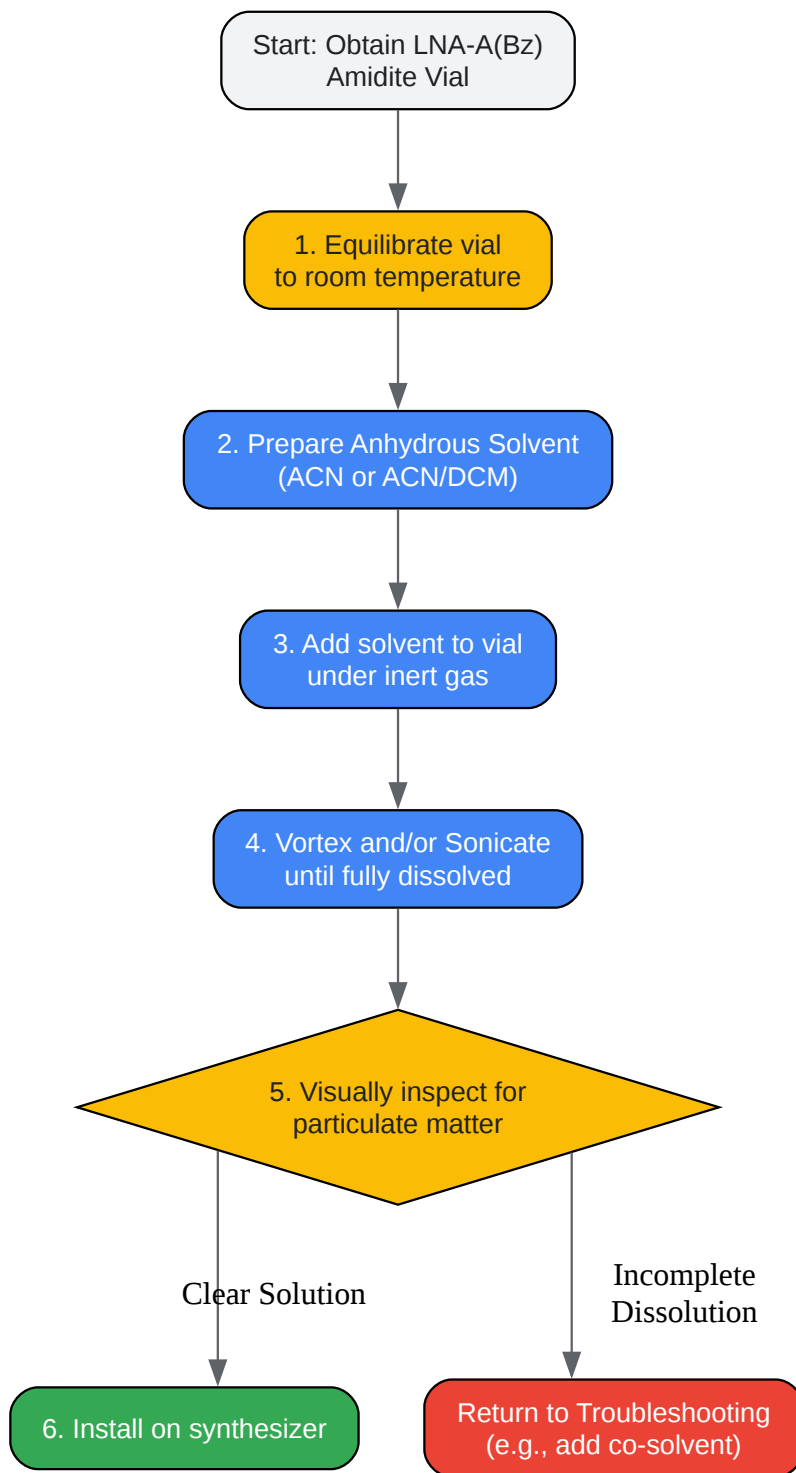 Start: Obtain LNA-A(Bz)
Amidite Vial
1. Equilibrate vial
to room temperature
2. Prepare Anhydrous Solvent
(ACN or ACN/DCM)
3. Add solvent to vial
under inert gas
4. Vortex and/or Sonicate
until fully dissolved
5. Visually inspect for
particulate matter
Clear Solution
Incomplete
Dissolution
6. Install on synthesizer
Return to Troubleshooting
(e.g., add co-solvent)